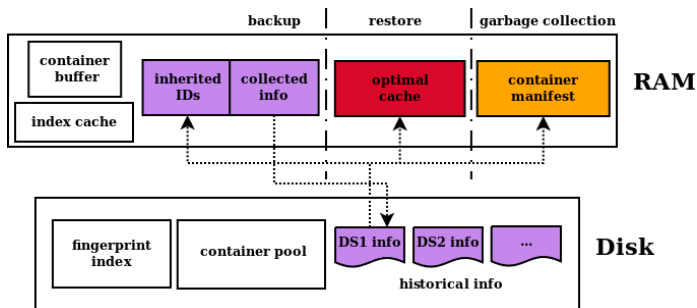 backup
restore
garbage collection
container
buffer
index cache
inherited
IDs
collected
info
optimal
cache
container
manifest
RAM
fingerprint
index
container pool
DS1 info
DS2 info
...
historical info
Disk